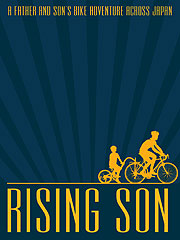 A FATHER AND SON'S BIKE ADVENTURE ACROSS JAPAN
RISING SON